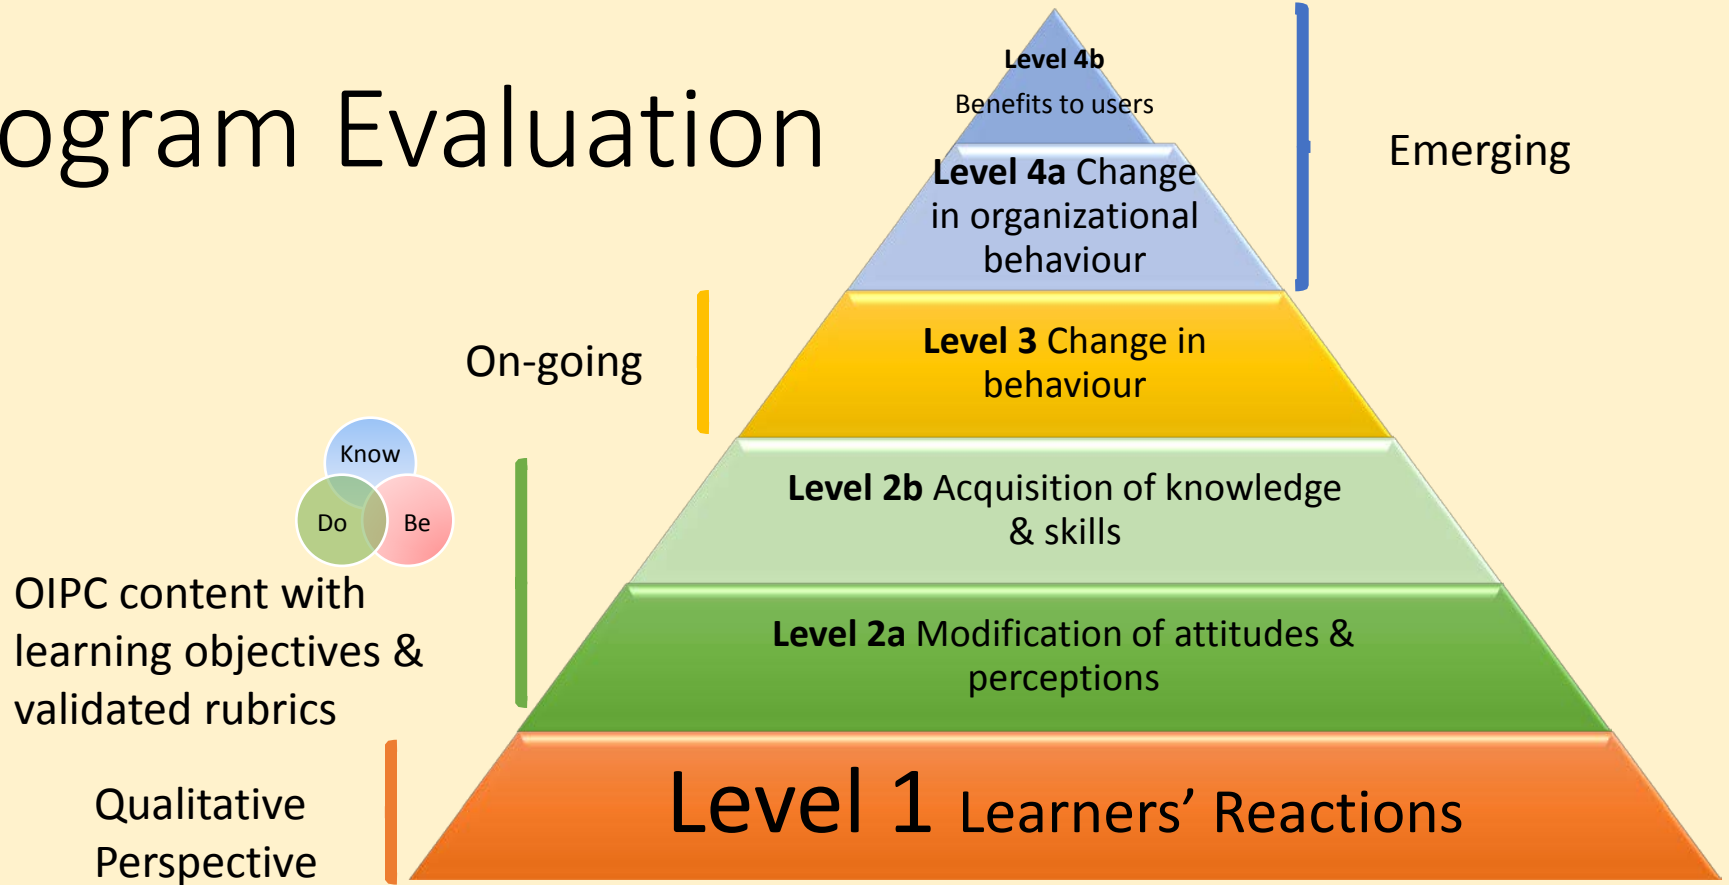 ogram Evaluation
Level 4b
Benefits to users
Level 4a Change
in organizational
behaviour
Emerging
On-going
Level 3 Change in
behaviour
Know
Do
Be
Level 2b Acquisition of knowledge
& skills
OIPC content with
learning objectives &
validated rubrics
Level 2a Modification of attitudes &
perceptions
Qualitative
Perspective
Level 1 Learners’ Reactions